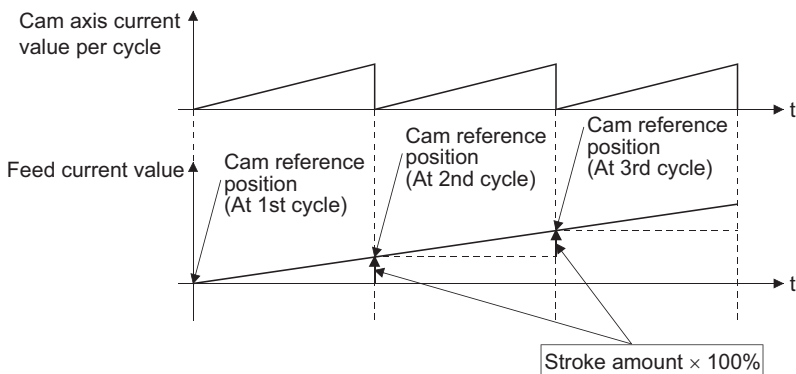 Cam axis current
value per cycle
t
Cam reference
position
(At 1st cycle)
Cam reference
position
(At 2nd cycle)
Cam reference
position
(At 3rd cycle)
Feed current value
t
Stroke amount × 100%